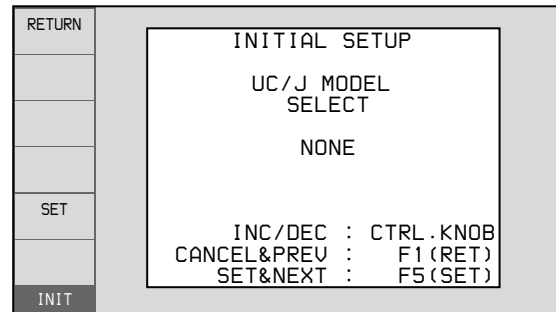 RETURN
SET
INIT
INITIAL SETUP
UC/J MODEL
SELECT
NONE
INC/DEC : CTRL.KNOB
CANCEL&PREV : F1(RET)
SET&NEXT : F5(SET)